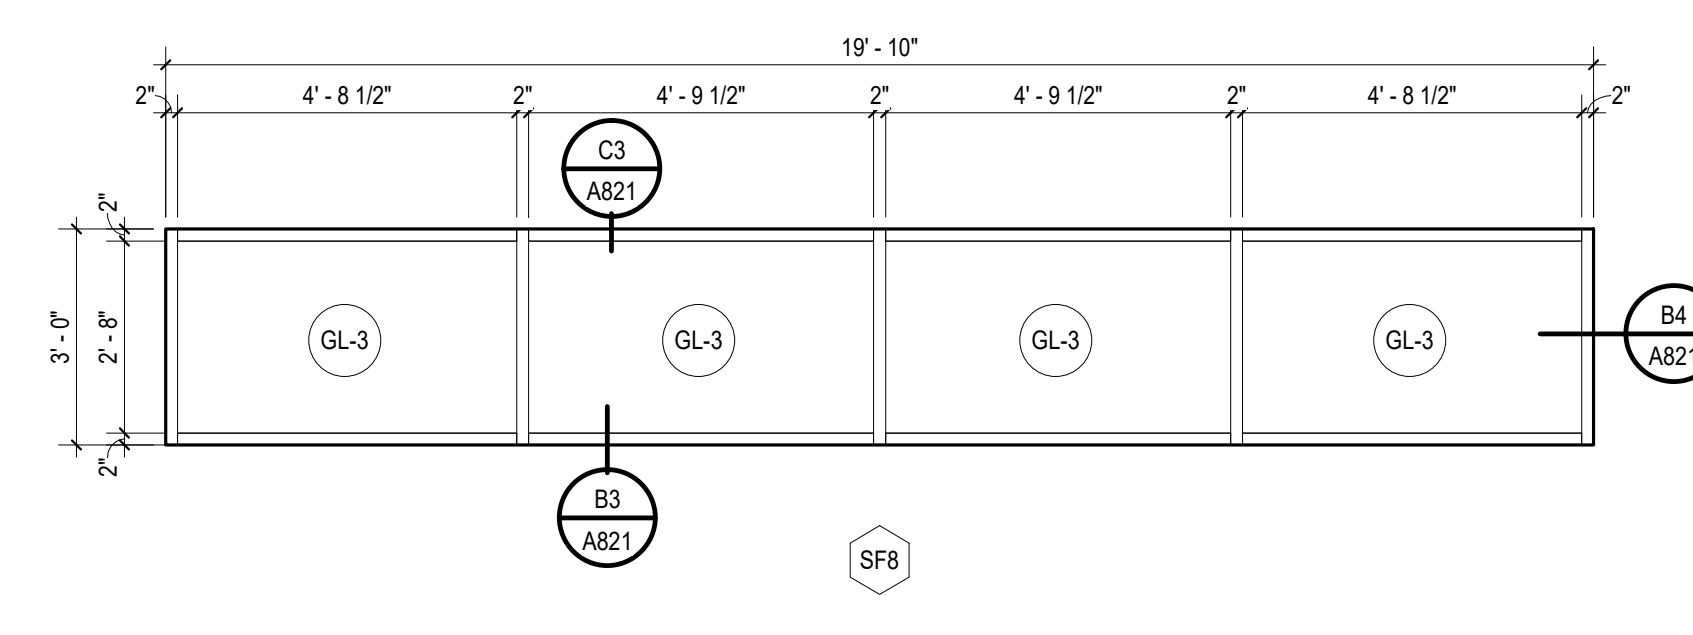 19' - 10"
2" 4' - 8 1/2" 2" 4' - 9 1/2" 2" 4' - 9 1/2" 2" 4' - 8 1/2" 2"
C3
A821
2"
3' - 0"
2' - 8"
2"
GL-3 GL-3 GL-3 GL-3
B4
A821
B3
A821
SF8